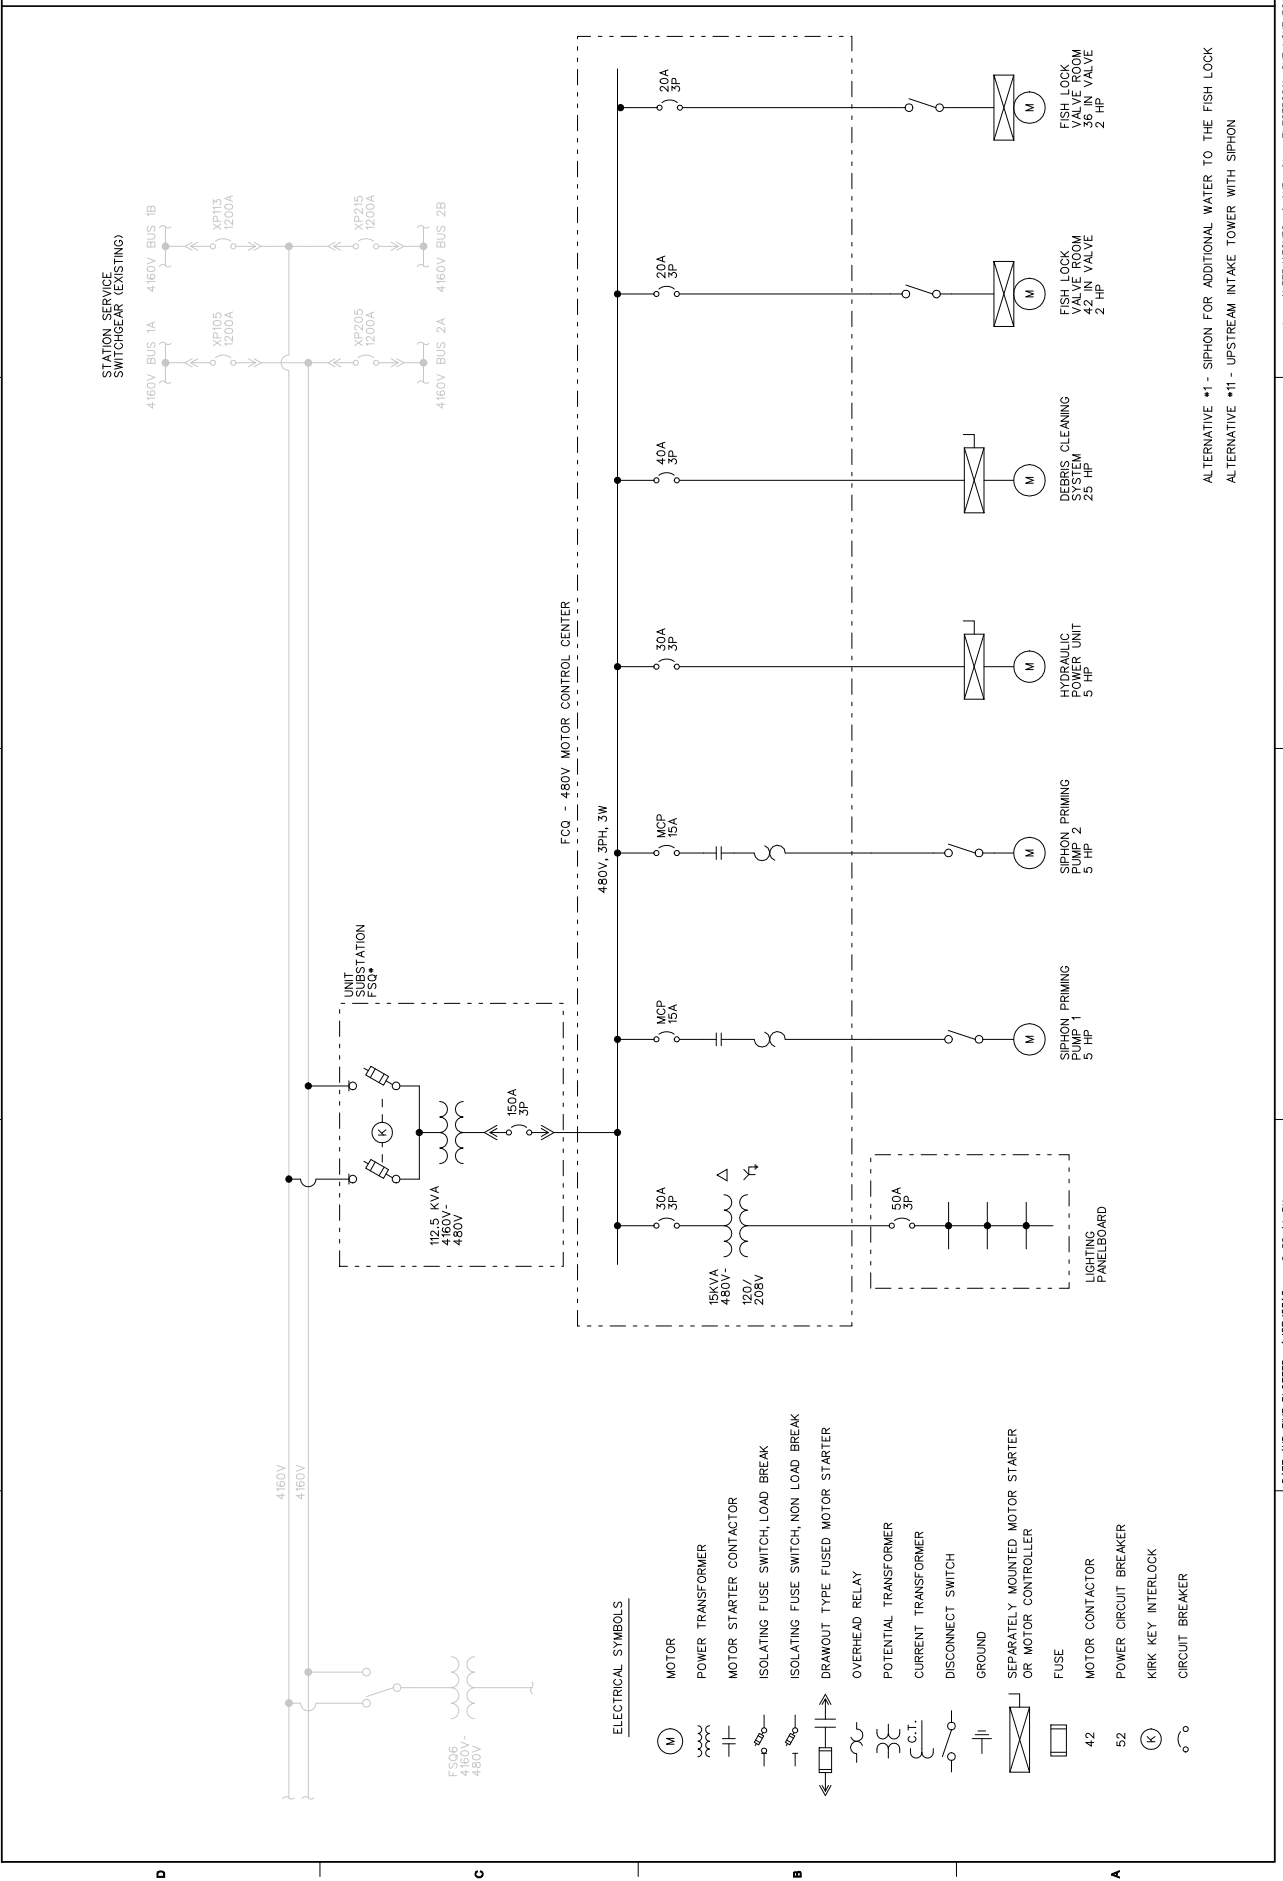 STATION SERVICE
SWITCHGEAR (EXISTING)
4160V BUS 1A
4160V BUS 1B
XP105
1200A
XP113
1200A
XP205
1200A
XP215
1200A
4160V BUS 2A
4160V BUS 2B
4160V
4160V
FSQ6
4160V-
480V
UNIT
SUBSTATION
FSQ*
K
112.5 KVA
4160V-
480V
150A
3P
FCQ - 480V MOTOR CONTROL CENTER
480V, 3PH, 3W
30A
3P
MCP
15A
MCP
15A
30A
3P
40A
3P
20A
3P
20A
3P
15KVA
480V-
120/
208V
50A
3P
LIGHTING
PANELBOARD
M
SIPHON PRIMING
PUMP 1
5 HP
M
SIPHON PRIMING
PUMP 2
5 HP
M
HYDRAULIC
POWER UNIT
5 HP
M
DEBRIS CLEANING
SYSTEM
25 HP
M
FISH LOCK
VALVE ROOM
42 IN VALVE
2 HP
M
FISH LOCK
VALVE ROOM
36 IN VALVE
2 HP
ELECTRICAL SYMBOLS
M MOTOR
POWER TRANSFORMER
MOTOR STARTER CONTACTOR
ISOLATING FUSE SWITCH, LOAD BREAK
ISOLATING FUSE SWITCH, NON LOAD BREAK
DRAWOUT TYPE FUSED MOTOR STARTER
OVERHEAD RELAY
POTENTIAL TRANSFORMER
C.T. CURRENT TRANSFORMER
DISCONNECT SWITCH
GROUND
SEPARATELY MOUNTED MOTOR STARTER
OR MOTOR CONTROLLER
FUSE
42 MOTOR CONTACTOR
52 POWER CIRCUIT BREAKER
K KIRK KEY INTERLOCK
CIRCUIT BREAKER
ALTERNATIVE *1 - SIPHON FOR ADDITIONAL WATER TO THE FISH LOCK
ALTERNATIVE *11 - UPSTREAM INTAKE TOWER WITH SIPHON
D
C
B
A